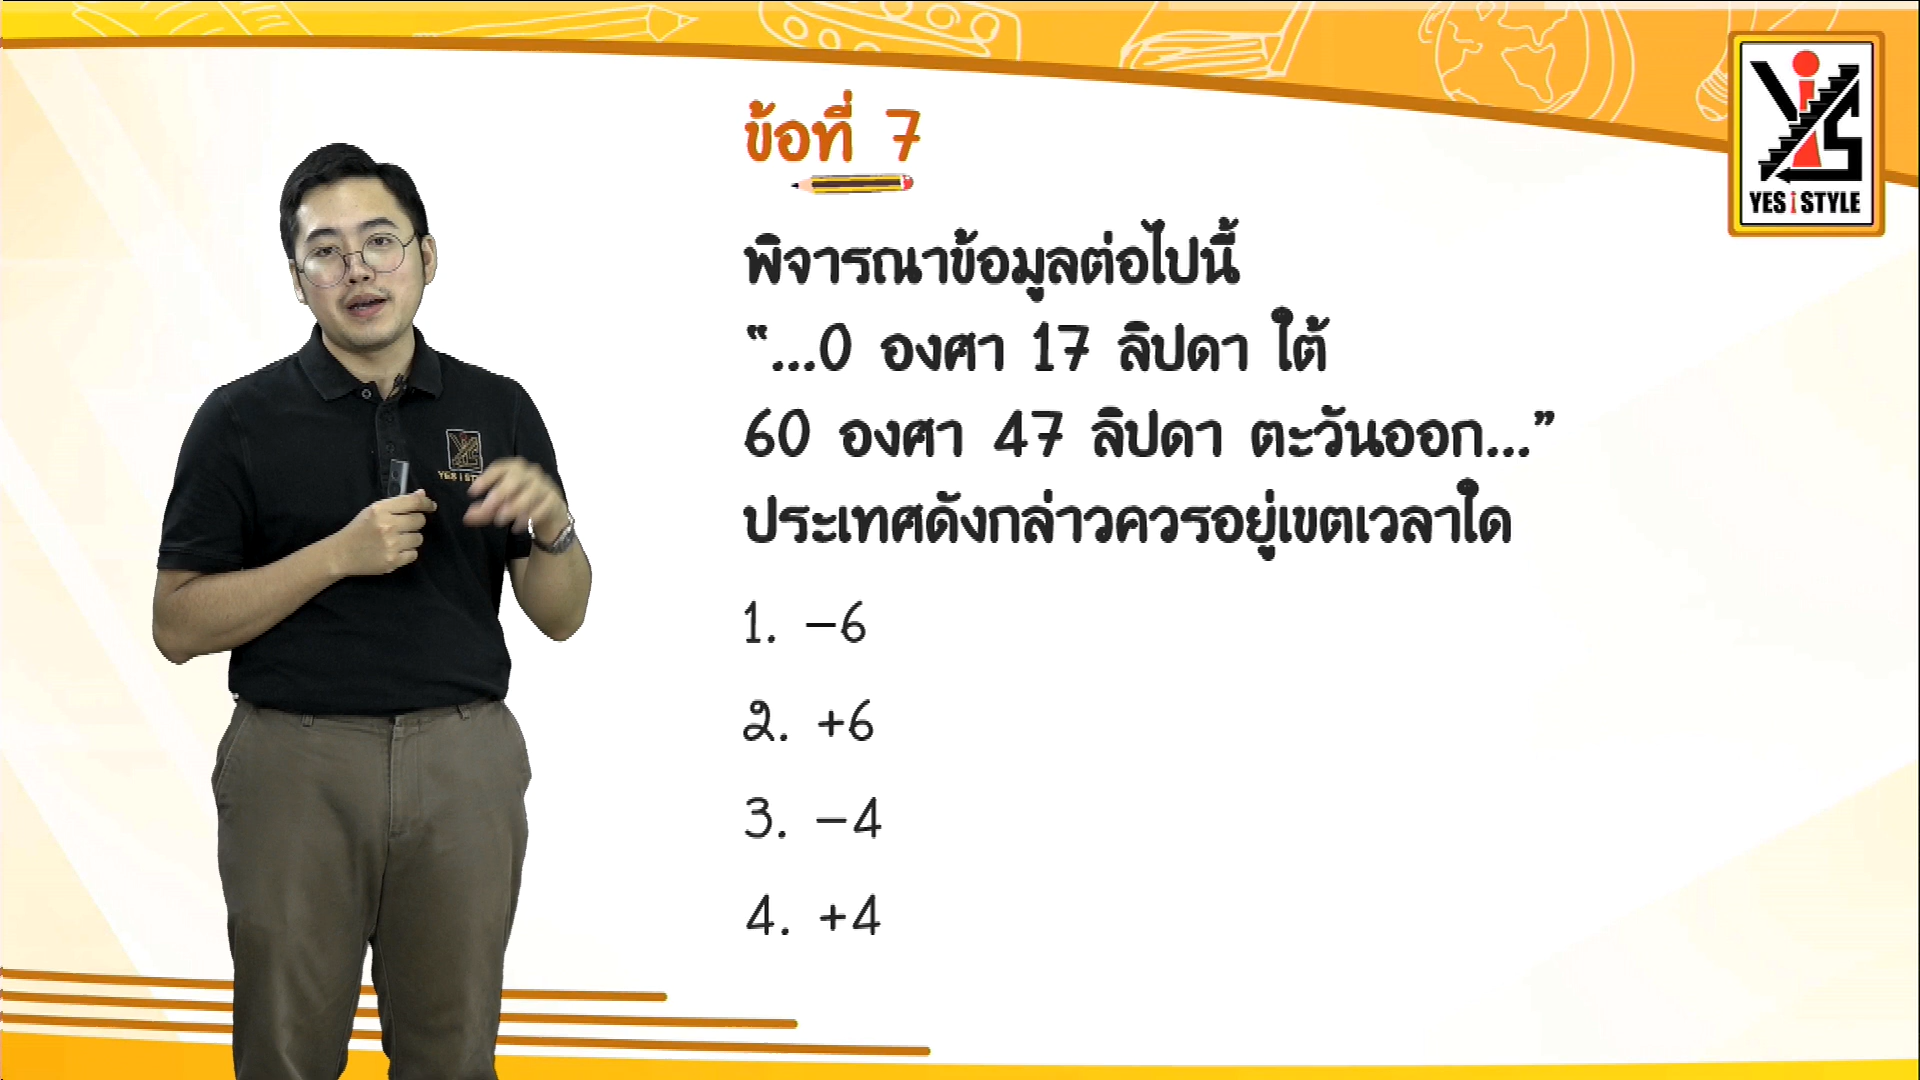 ข้อที่ 7
พิจารณาข้อมูลต่อไปนี้
“...0 องศา 17 ลิปดา ใต้
60 องศา 47 ลิปดา ตะวันออก...”
ประเทศดังกล่าวควรอยู่เขตเวลาใด
1. −6
2. +6
3. −4
4. +4
YiS
YES i STYLE